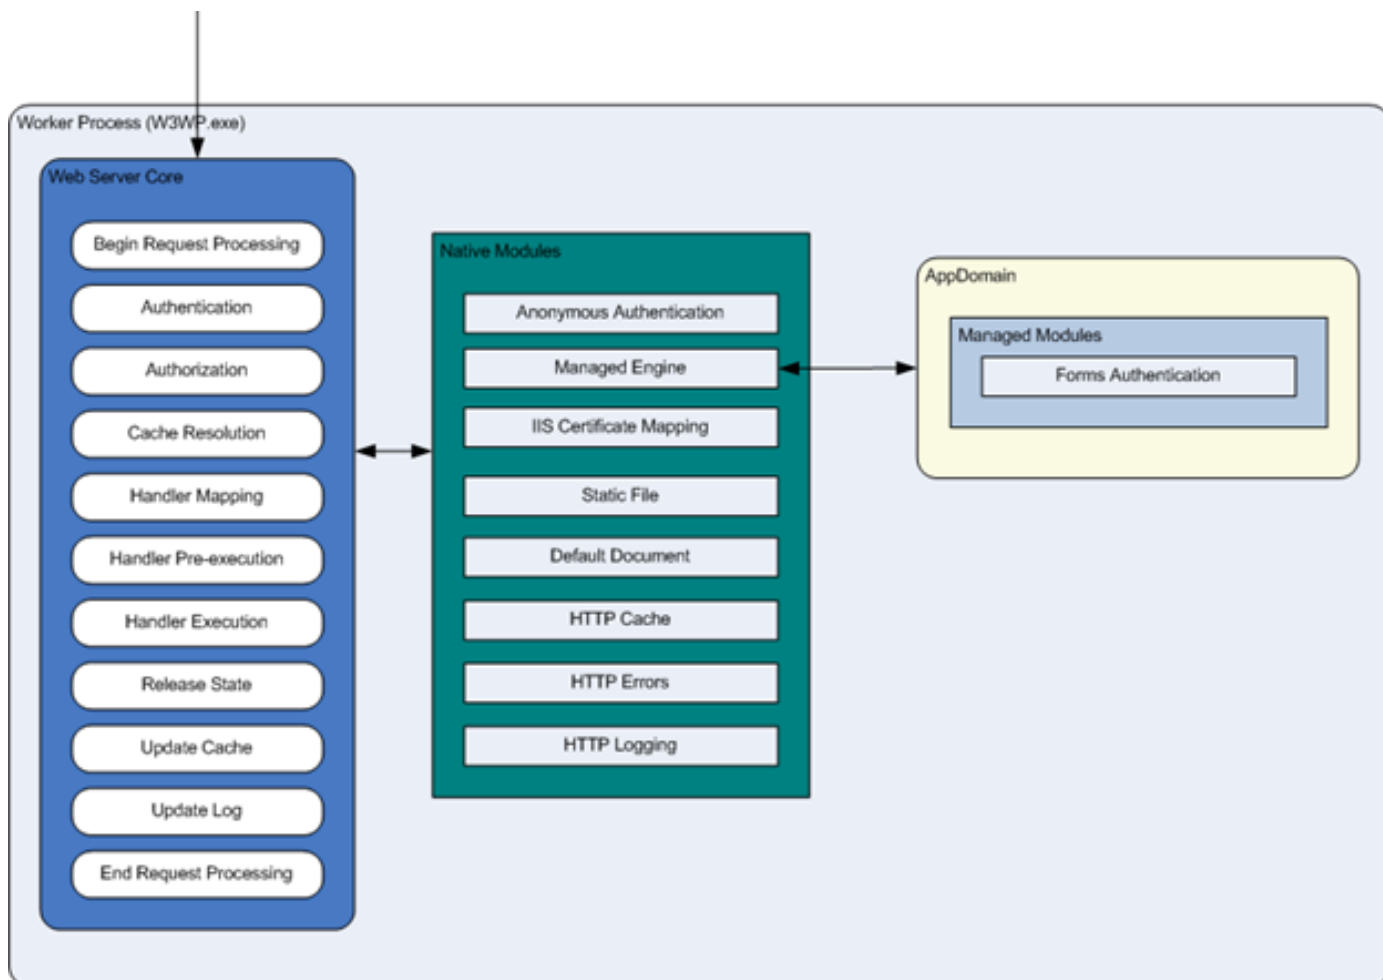 Worker Process (W3WP.exe)
Web Server Core
Begin Request Processing
Authentication
Authorization
Cache Resolution
Handler Mapping
Handler Pre-execution
Handler Execution
Release State
Update Cache
Update Log
End Request Processing
Native Modules
Anonymous Authentication
Managed Engine
IIS Certificate Mapping
Static File
Default Document
HTTP Cache
HTTP Errors
HTTP Logging
AppDomain
Managed Modules
Forms Authentication